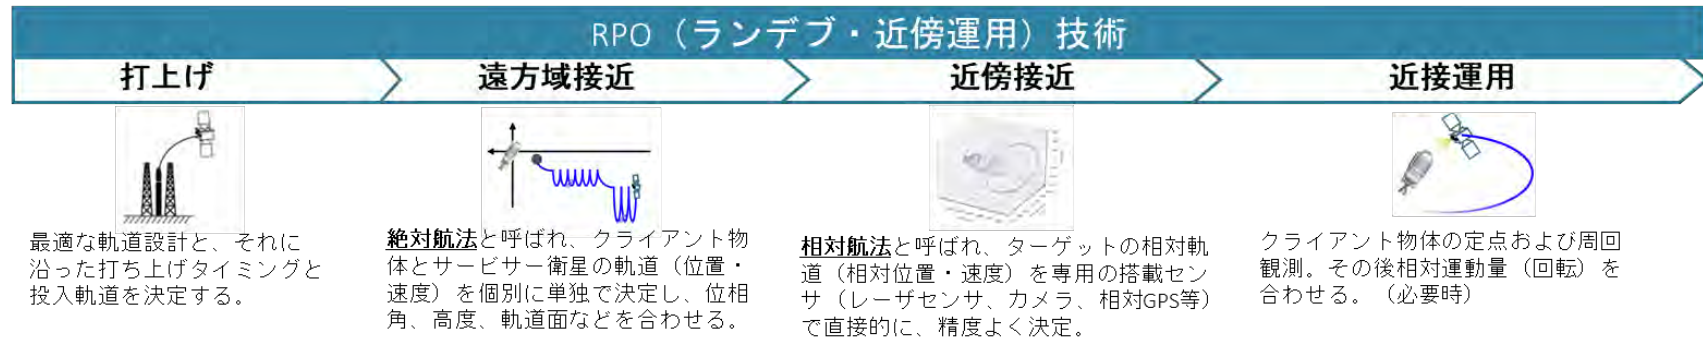 RPO（ランデブ・近傍運用）技術
打上げ
遠方域接近
近傍接近
近接運用
最適な軌道設計と、それに
沿った打ち上げタイミングと
投入軌道を決定する。
絶対航法と呼ばれ、クライアント物
体とサービサー衛星の軌道（位置・
速度）を個別に単独で決定し、位相
角、高度、軌道面などを合わせる。
相対航法と呼ばれ、ターゲットの相対軌
道（相対位置・速度）を専用の搭載セン
サ（レーザセンサ、カメラ、相対GPS等）
で直接的に、精度よく決定。
クライアント物体の定点および周回
観測。その後相対運動量（回転）を
合わせる。（必要時）